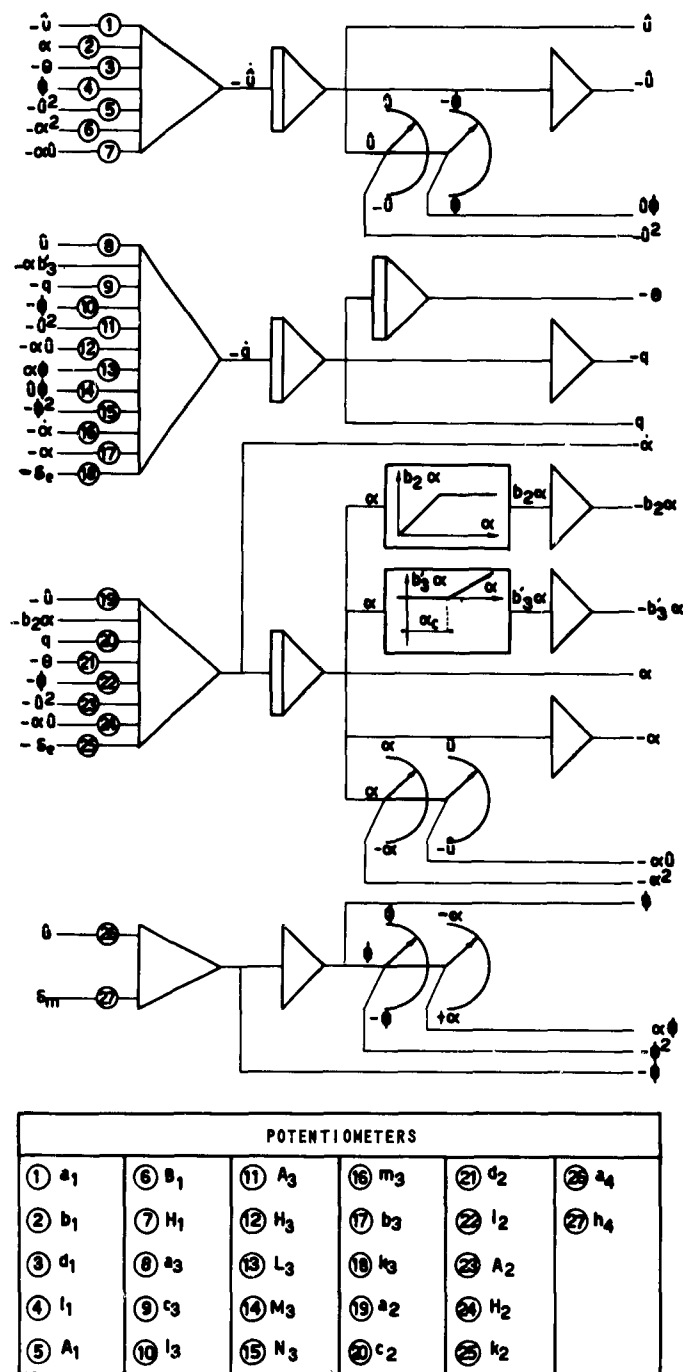 -û ① û
α ②
-θ ③ -û̇
ϕ ④ û -ϕ -û
-û² ⑤
-α² ⑥ û
-αû ⑦
-û ϕ ûϕ
-û²
û ⑧
-αb'₃
-q ⑨ -θ
-ϕ ⑩
-û² ⑪
-αû ⑫ -q̇ -q
αϕ ⑬
ûϕ ⑭
-ϕ² ⑮ q
-α̇ ⑯ -α̇
-α ⑰
-δe ⑱ α b₂α α b₂α -b₂α
-û ⑲ α b'₃α α αc b'₃α -b'₃α
-b₂α
q ⑳
-θ ㉑ α
-ϕ ㉒
-û² ㉓
-αû ㉔ α û -α
-δe ㉕
α
-α -û -αû
-α²
ϕ
û ㉖ ϕ -α
ϕ
δm ㉗ -ϕ +α αϕ
-ϕ²
-ϕ
POTENTIOMETERS
① a₁ ⑥ B₁ ⑪ A₃ ⑯ m₃ ㉑ d₂ ㉖ a₄
② b₁ ⑦ H₁ ⑫ H₃ ⑰ b₃ ㉒ l₂ ㉗ h₄
③ d₁ ⑧ a₃ ⑬ L₃ ⑱ k₃ ㉓ A₂
④ l₁ ⑨ c₃ ⑭ M₃ ⑲ a₂ ㉔ H₂
⑤ A₁ ⑩ l₃ ⑮ N₃ ⑳ c₂ ㉕ k₂